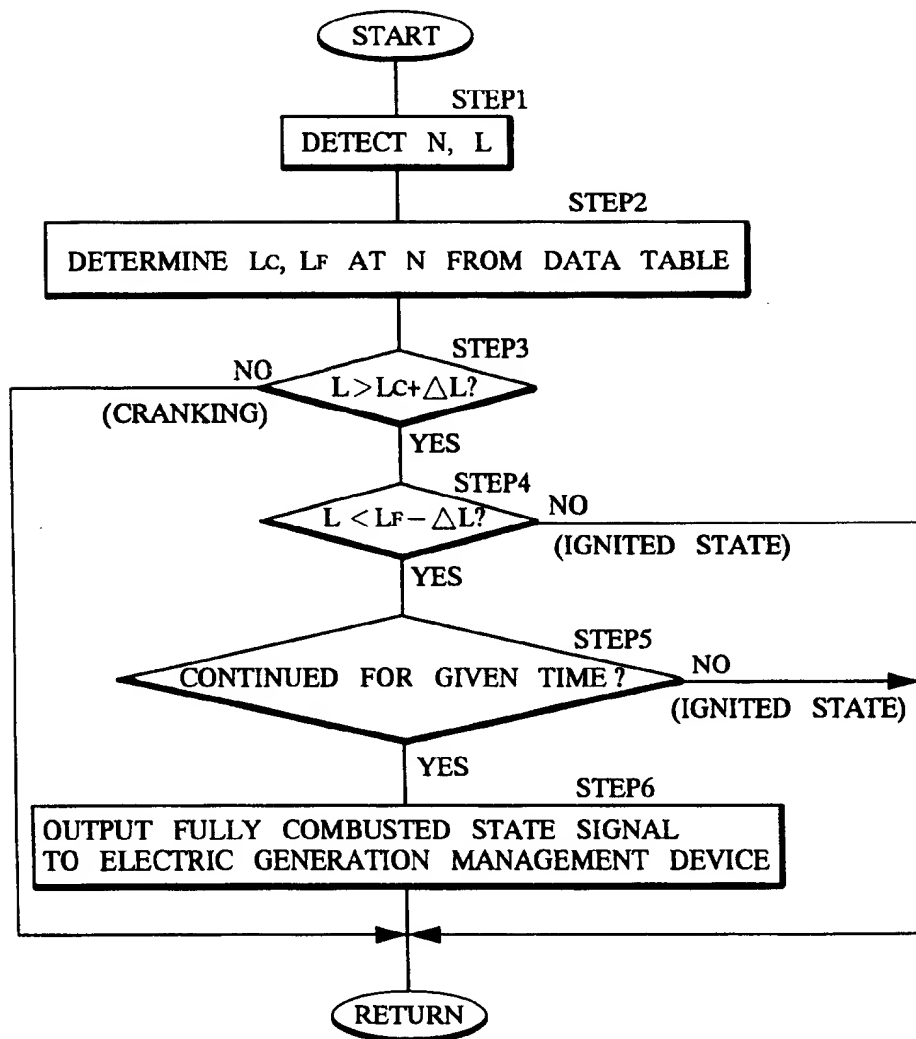 START
STEP1
DETECT N, L
STEP2
DETERMINE LC, LF AT N FROM DATA TABLE
STEP3
NO
L>LC+△L?
(CRANKING)
YES
STEP4
NO
L<LF-△L?
(IGNITED STATE)
YES
STEP5
NO
CONTINUED FOR GIVEN TIME?
(IGNITED STATE)
YES
STEP6
OUTPUT FULLY COMBUSTED STATE SIGNAL
TO ELECTRIC GENERATION MANAGEMENT DEVICE
RETURN